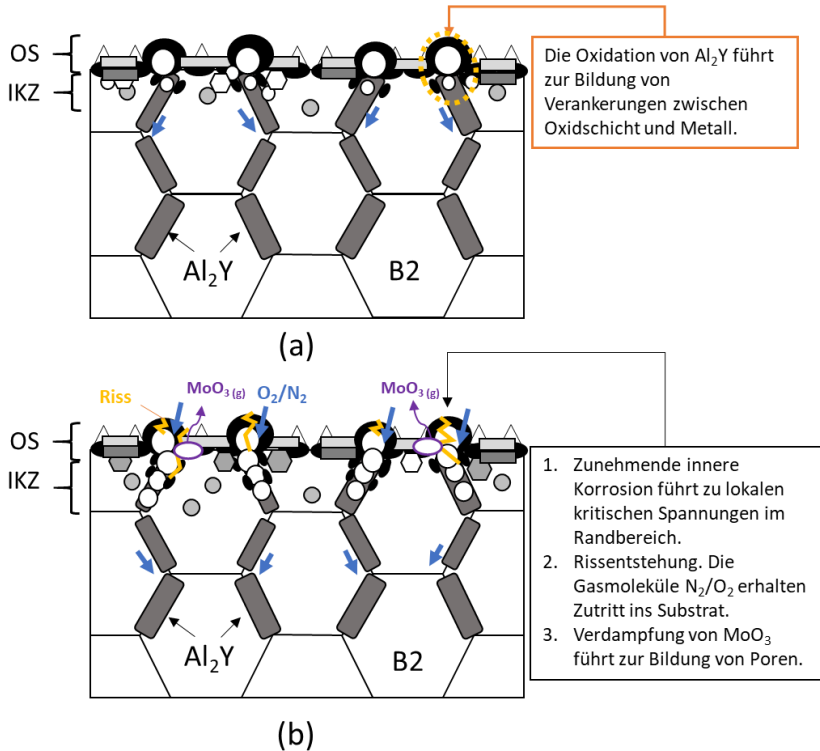 OS
IKZ
Die Oxidation von Al₂Y führt
zur Bildung von
Verankerungen zwischen
Oxidschicht und Metall.
Al₂Y
B2
(a)
Riss
MoO₃ (g)
O₂/N₂
MoO₃ (g)
OS
IKZ
1. Zunehmende innere
Korrosion führt zu lokalen
kritischen Spannungen im
Randbereich.
2. Rissentstehung. Die
Gasmoleküle N₂/O₂ erhalten
Zutritt ins Substrat.
3. Verdampfung von MoO₃
führt zur Bildung von Poren.
Al₂Y
B2
(b)